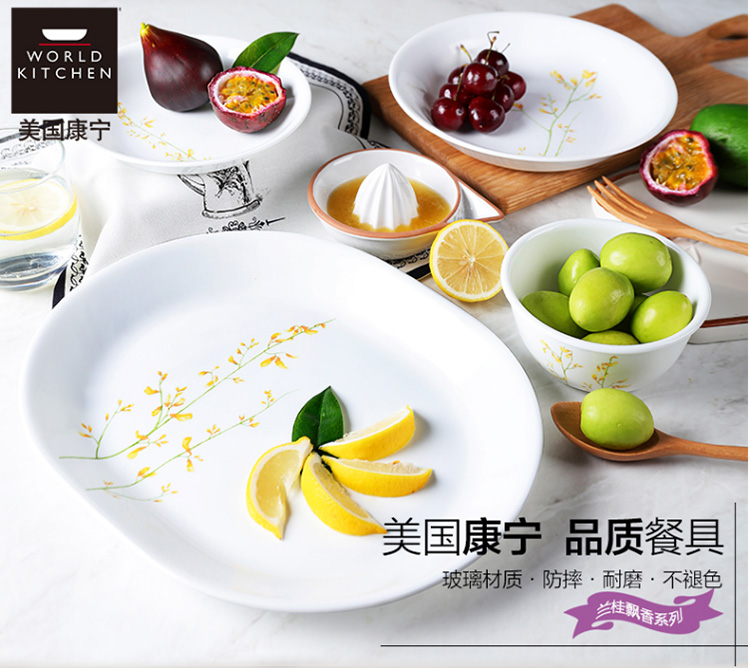 WORLD
KITCHEN
美国康宁
美国康宁 品质餐具
玻璃材质·防摔·耐磨·不褪色
兰桂飘香系列